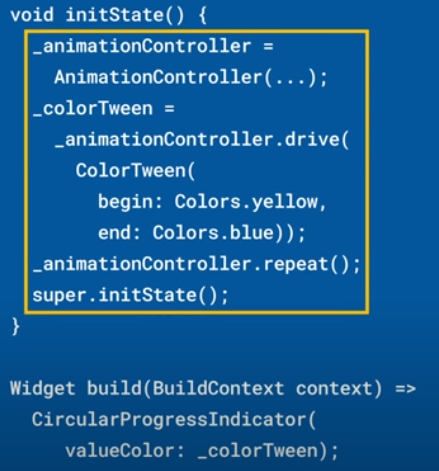 void initState() {
_animationController =
AnimationController(...);
_colorTween =
_animationController.drive(
ColorTween(
begin: Colors.yellow,
end: Colors.blue));
_animationController.repeat();
super.initState();
}
Widget build(BuildContext context) =>
CircularProgressIndicator(
valueColor: _colorTween);